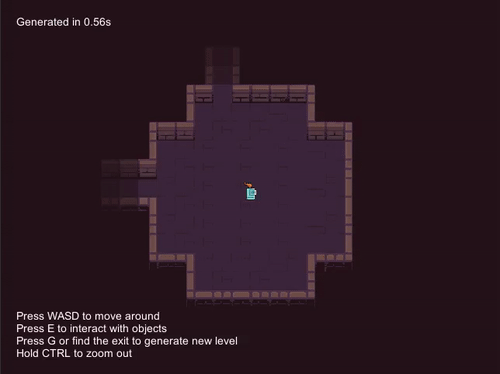 Generated in 0.56s
Press WASD to move around
Press E to interact with objects
Press G or find the exit to generate new level
Hold CTRL to zoom out